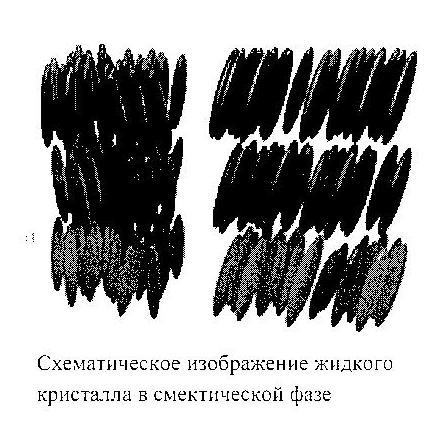 Схематическое изображение жидкого
кристалла в смектической фазе